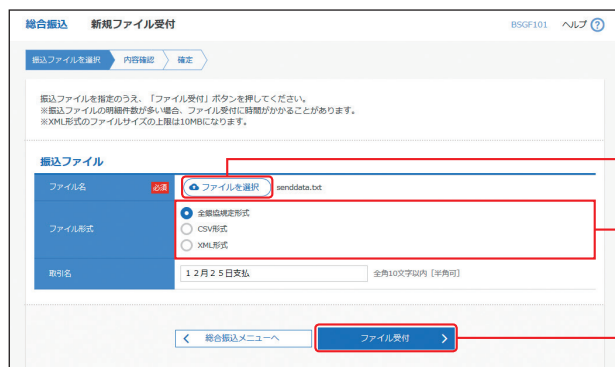 総合振込 新規ファイル受付 BSGF101 ヘルプ ?
振込ファイルを選択 内容確認 確定
振込ファイルを指定のうえ、「ファイル受付」ボタンを押してください。
※振込ファイルの明細件数が多い場合、ファイル受付に時間がかかることがあります。
※XML形式のファイルサイズの上限は10MBになります。
振込ファイル
ファイル名 必須 ファイルを選択 senddata.txt
ファイル形式
全銀協規定形式
CSV形式
XML形式
取引名 12月25日支払 全角10文字以内 [半角可]
総合振込メニューへ ファイル受付